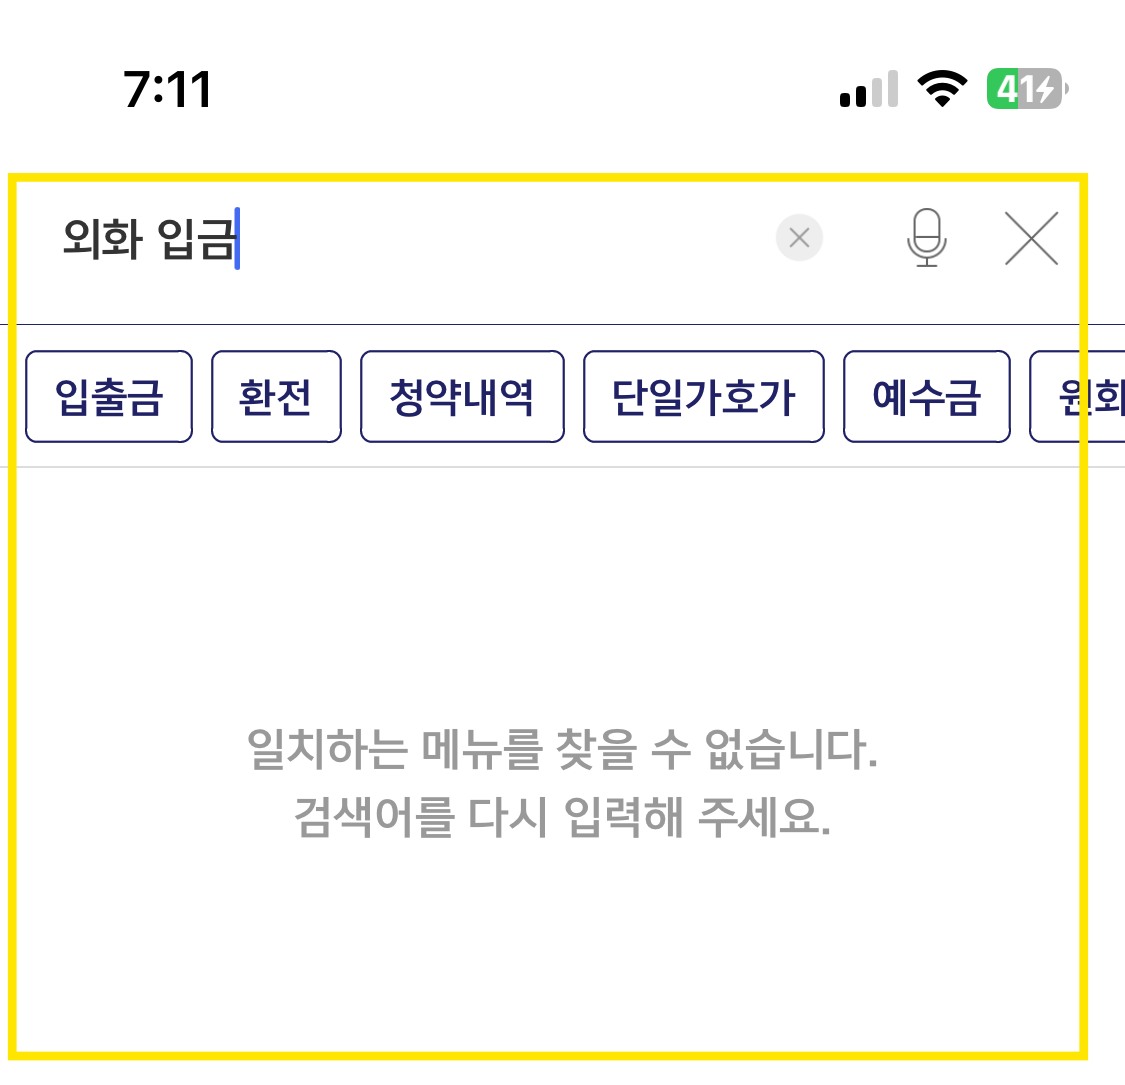 7:11 41
외화 입금
입출금 환전 청약내역 단일가호가 예수금 원화
일치하는 메뉴를 찾을 수 없습니다.
검색어를 다시 입력해 주세요.